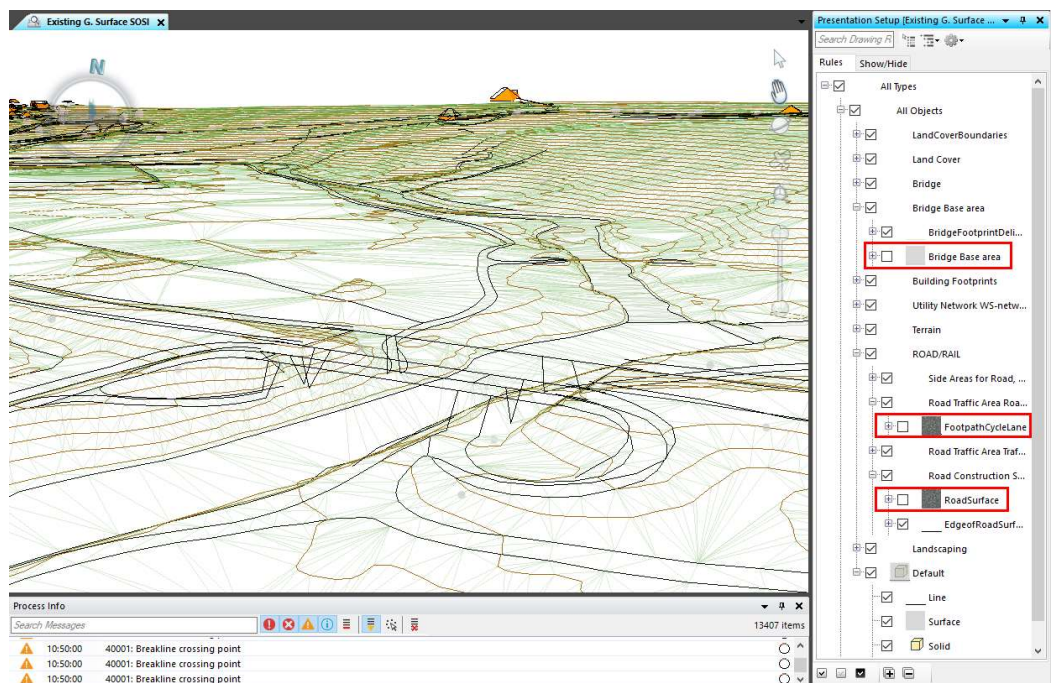 Existing G. Surface SOSI
N
Process Info
Search Messages
13407 items
10:50:00 40001: Breakline crossing point
10:50:00 40001: Breakline crossing point
10:50:00 40001: Breakline crossing point
Presentation Setup [Existing G. Surface ...
Search Drawing R
Rules Show/Hide
All Types
All Objects
LandCoverBoundaries
Land Cover
Bridge
Bridge Base area
BridgeFootprintDeli...
Bridge Base area
Building Footprints
Utility Network WS-netw...
Terrain
ROAD/RAIL
Side Areas for Road, ...
Road Traffic Area Roa...
FootpathCycleLane
Road Traffic Area Traf...
Road Construction S...
RoadSurface
EdgeofRoadSurf...
Landscaping
Default
Line
Surface
Solid